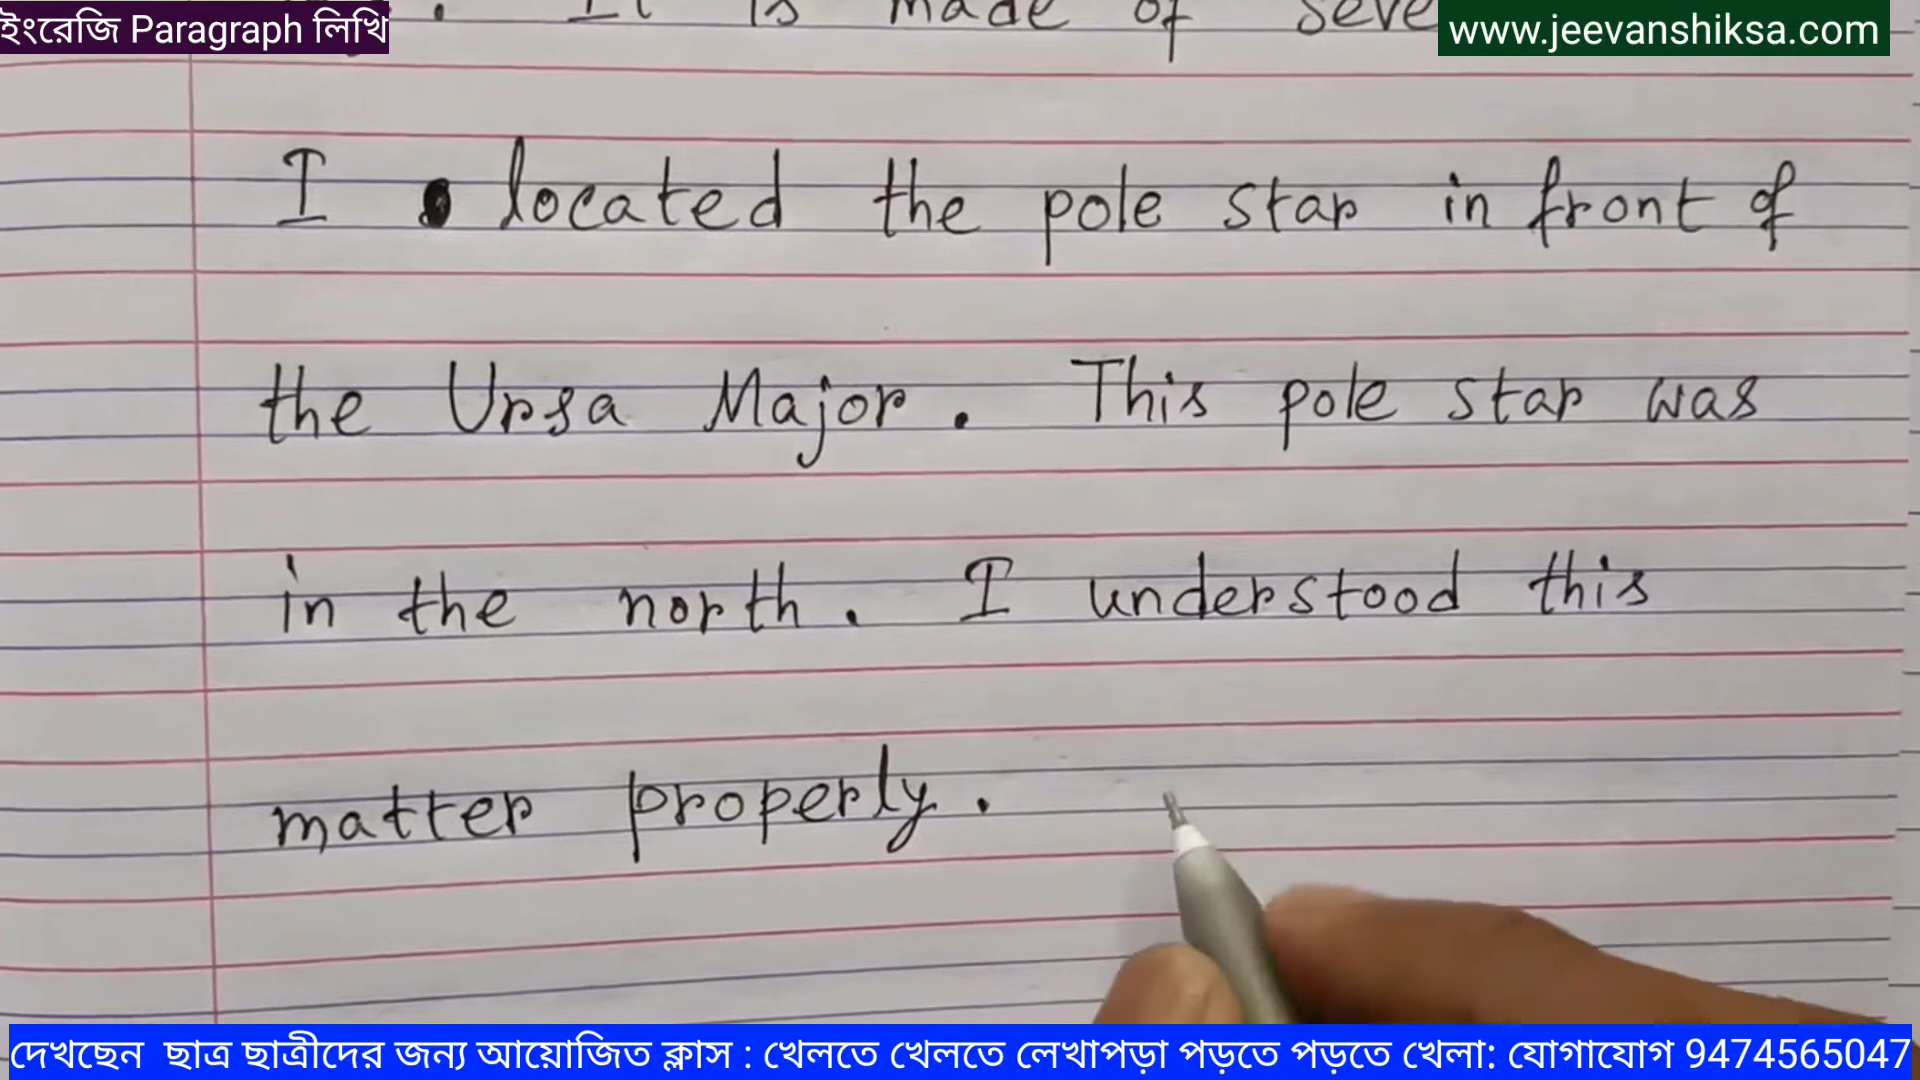 ইংরেজি Paragraph লিখি
www.jeevanshiksa.com
It is made of seve
I located the pole star in front of
the Ursa Major. This pole star was
in the north. I understood this
matter properly.
দেখছেন ছাত্র ছাত্রীদের জন্য আয়োজিত ক্লাস : খেলতে খেলতে লেখাপড়া পড়তে পড়তে খেলা: যোগাযোগ 9474565047